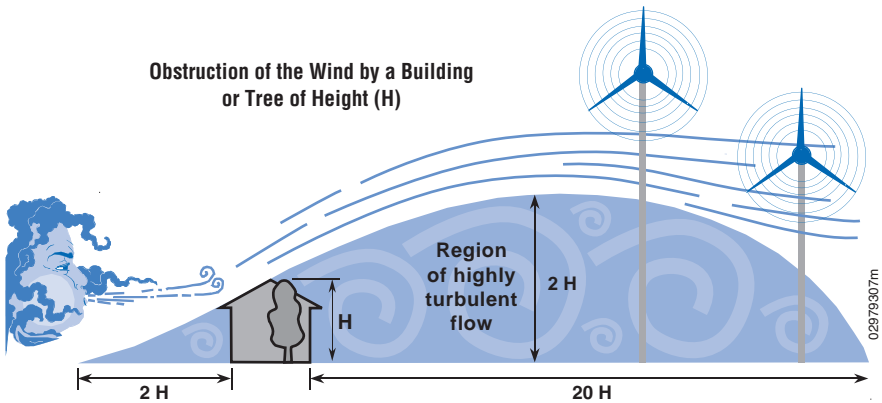 Obstruction of the Wind by a Building
or Tree of Height (H)
Region
of highly
turbulent
flow
2 H
H
2 H
20 H
02979307m